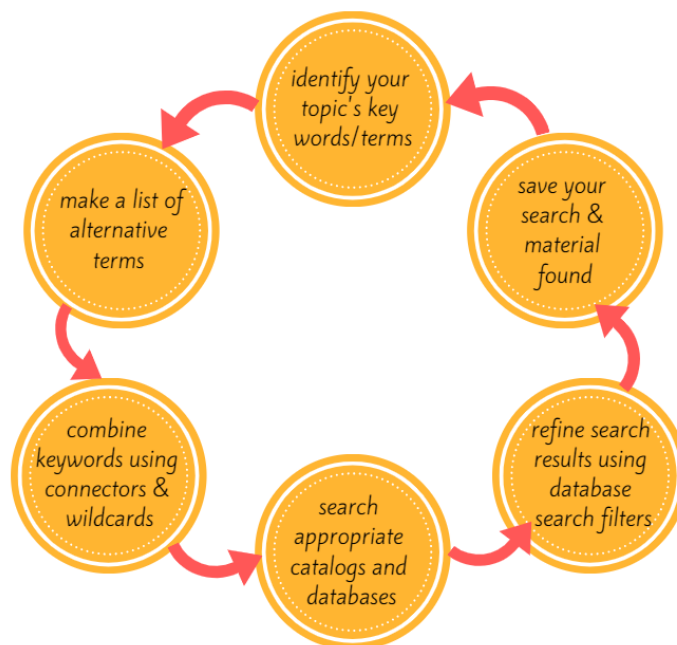 identify your
topic's key
words/terms
make a list of
alternative
terms
combine
keywords using
connectors &
wildcards
search
appropriate
catalogs and
databases
refine search
results using
database
search filters
save your
search &
material
found